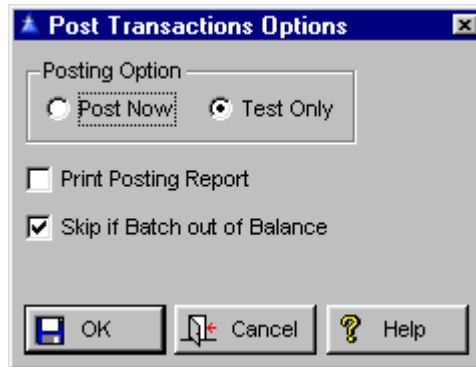 Post Transactions Options
Posting Option
Post Now Test Only
Print Posting Report
Skip if Batch out of Balance
OK Cancel Help